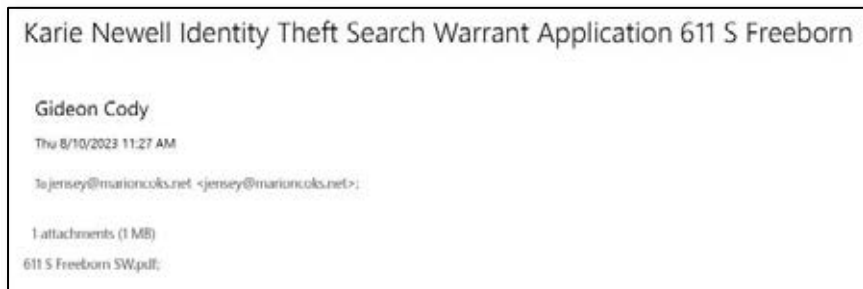 Karie Newell Identity Theft Search Warrant Application 611 S Freeborn
Gideon Cody
Thu 8/10/2023 11:27 AM
To jensey@marioncoks.net <jensey@marioncoks.net>;
1 attachments (1 MB)
611 S Freeborn SW.pdf;